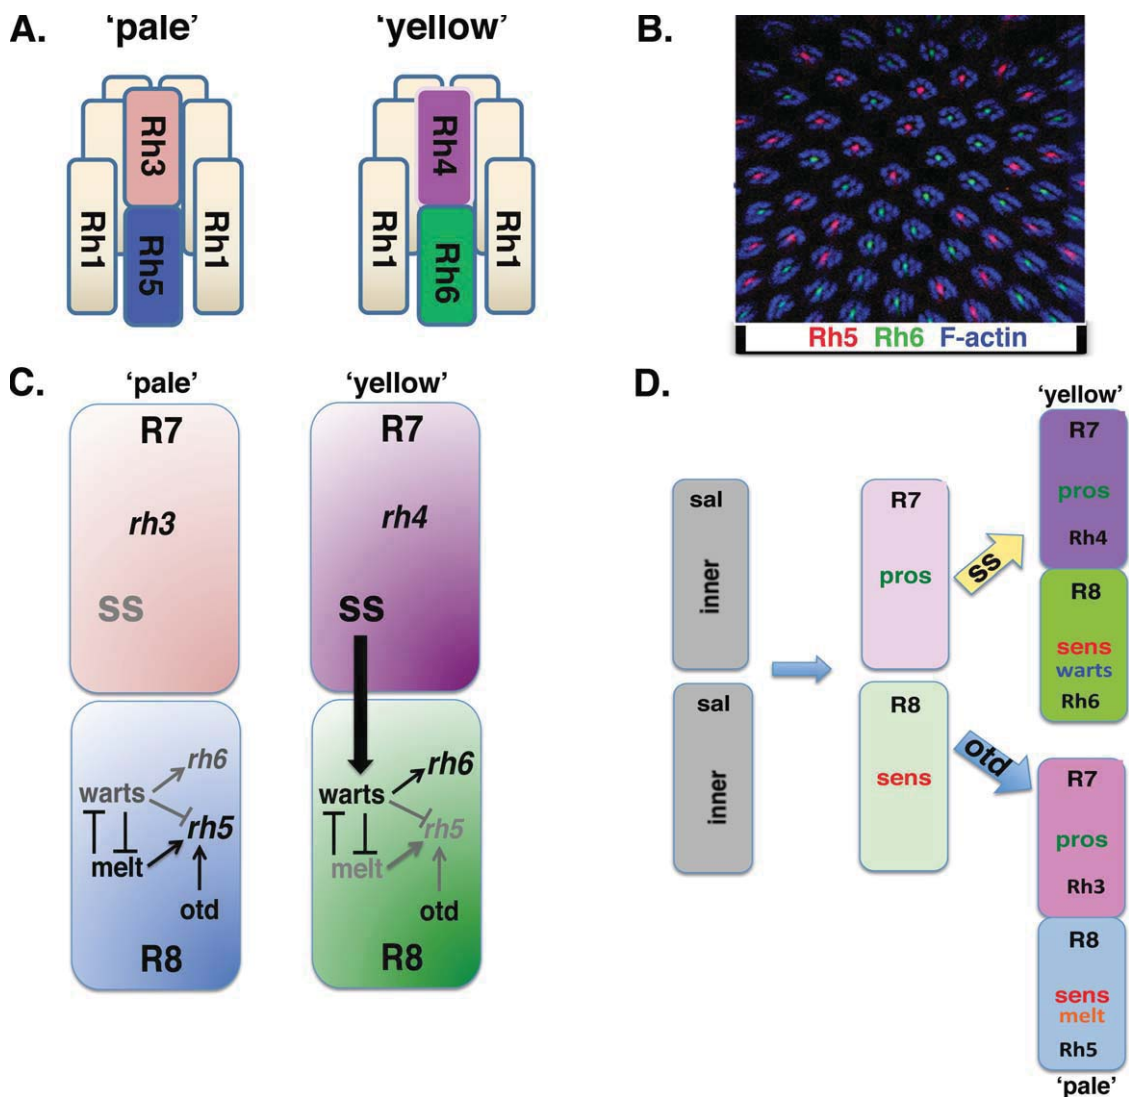 A.
'pale'
'yellow'
Rh3
Rh5
Rh1
Rh1
Rh4
Rh6
Rh1
Rh1
B.
Rh5 Rh6 F-actin
C.
'pale'
'yellow'
R7
rh3
ss
rh6
warts
rh5
melt
otd
R8
R7
rh4
ss
rh6
warts
rh5
melt
otd
R8
D.
sal
inner
sal
inner
R7
pros
R8
sens
ss
otd
'yellow'
R7
pros
Rh4
R8
sens
warts
Rh6
R7
pros
Rh3
R8
sens
melt
Rh5
'pale'